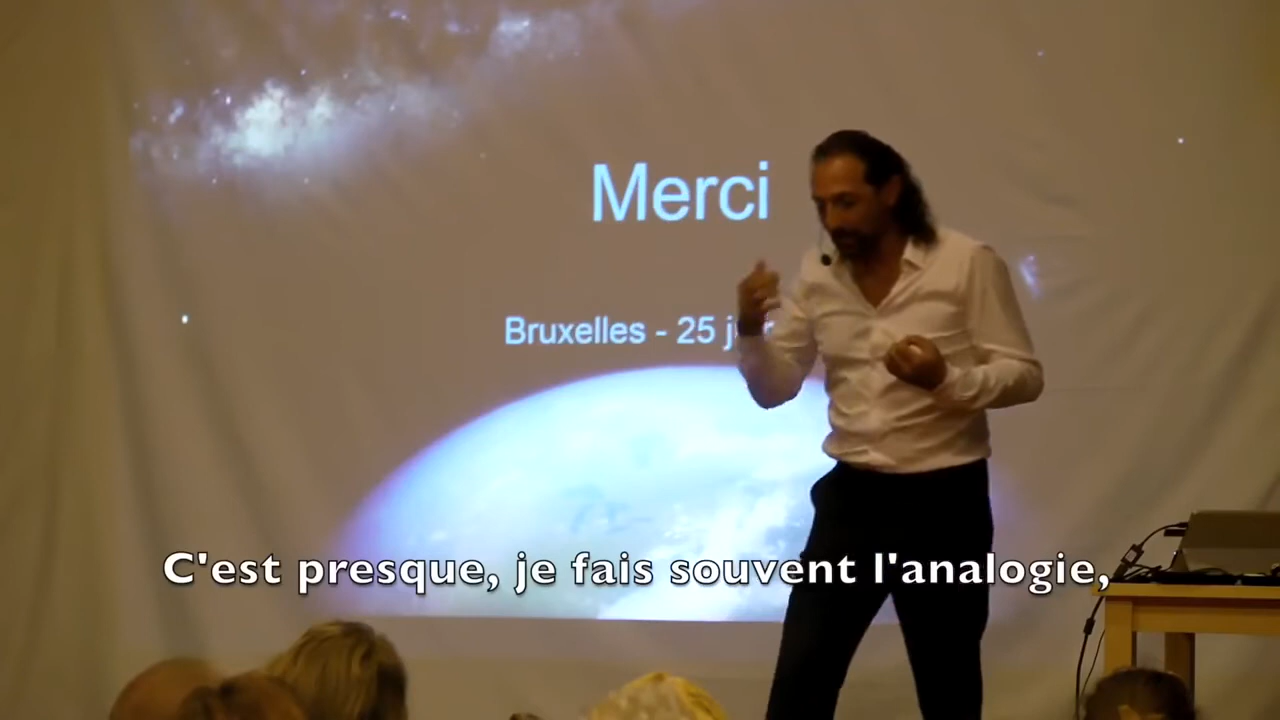 Merci
Bruxelles - 25
C'est presque, je fais souvent l'analogie,